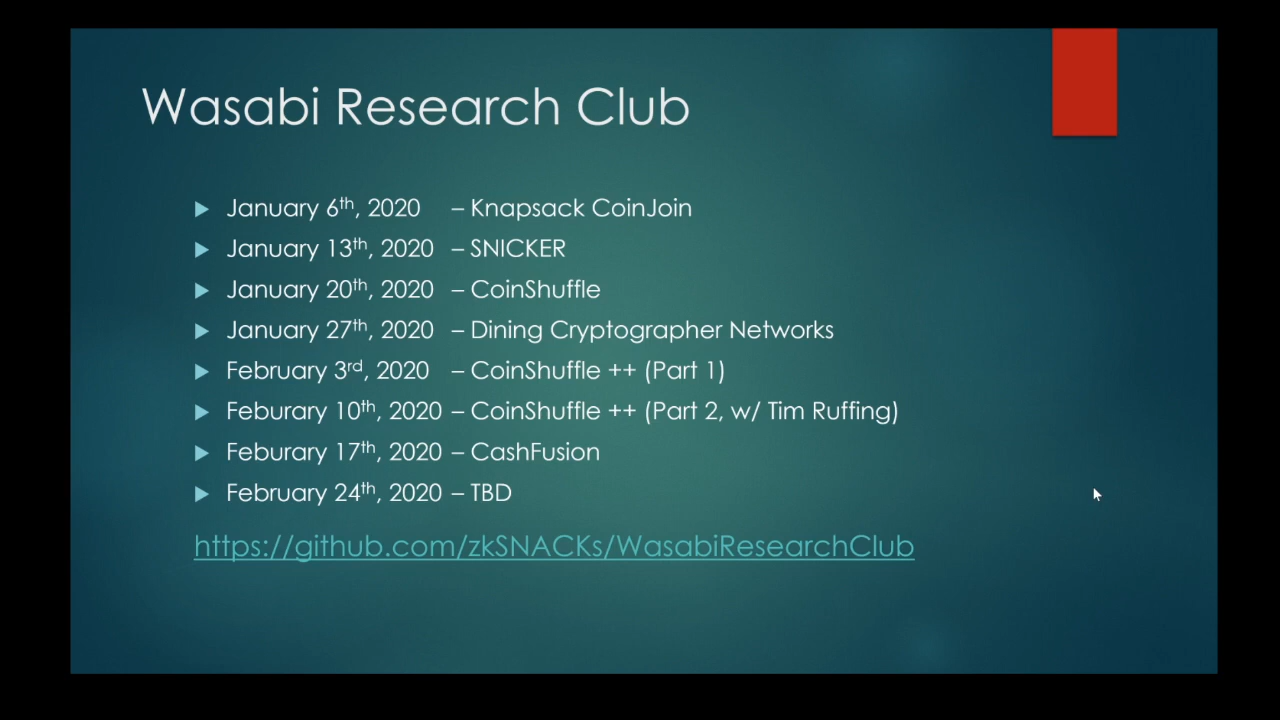 Wasabi Research Club
January 6th, 2020 – Knapsack CoinJoin
January 13th, 2020 – SNICKER
January 20th, 2020 – CoinShuffle
January 27th, 2020 – Dining Cryptographer Networks
February 3rd, 2020 – CoinShuffle ++ (Part 1)
Feburary 10th, 2020 – CoinShuffle ++ (Part 2, w/ Tim Ruffing)
Feburary 17th, 2020 – CashFusion
February 24th, 2020 – TBD
https://github.com/zkSNACKs/WasabiResearchClub